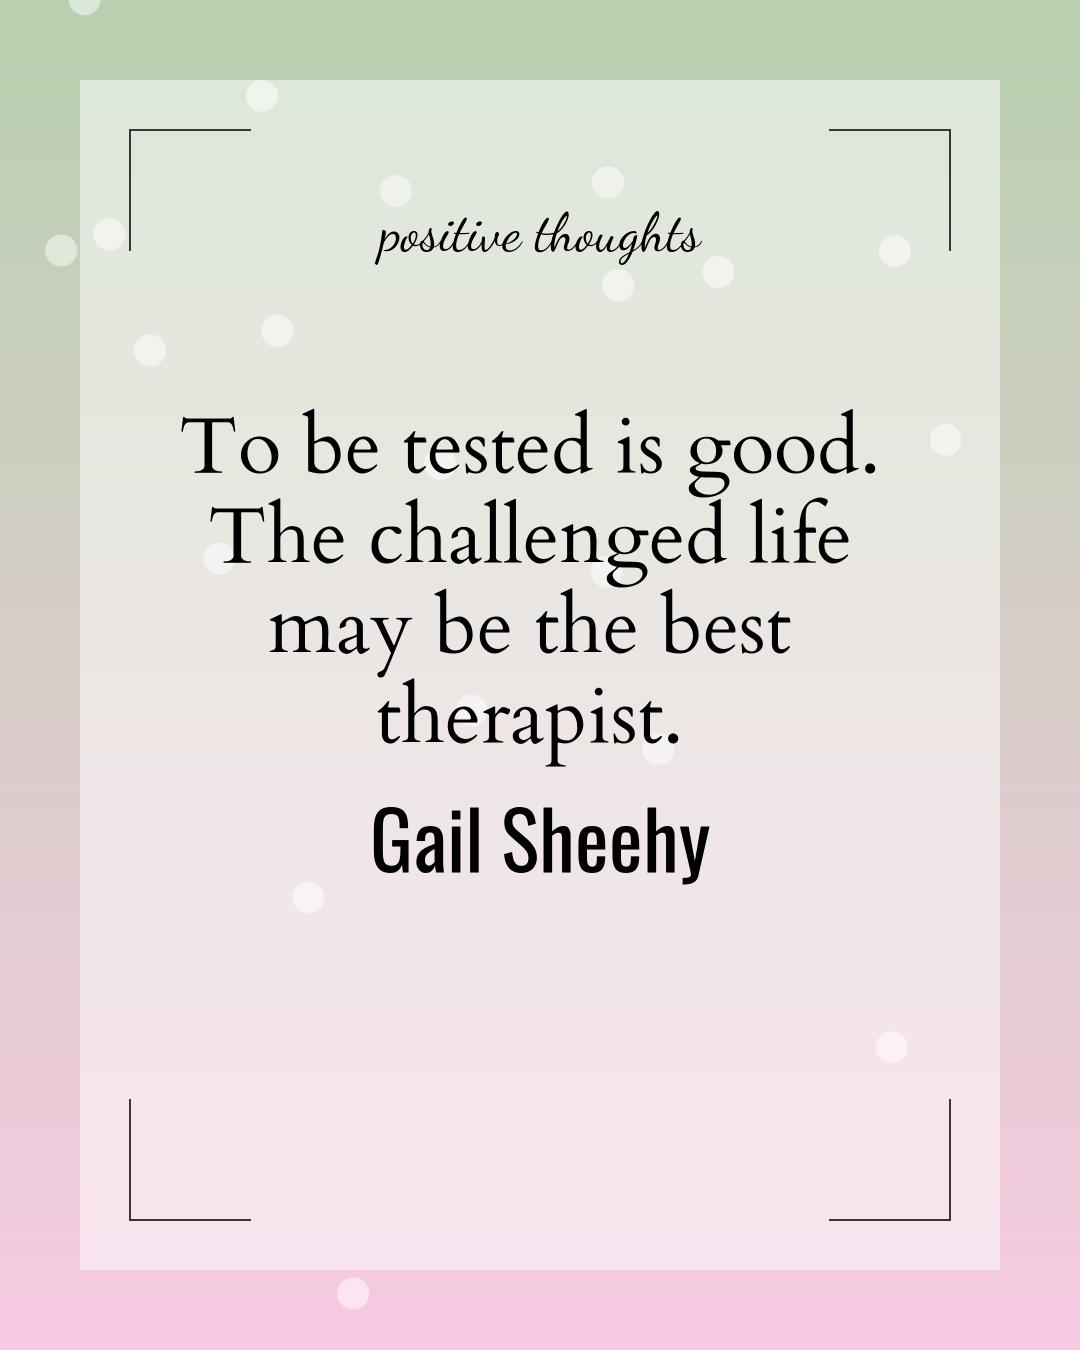 positive thoughts
To be tested is good.
The challenged life
may be the best
therapist.
Gail Sheehy